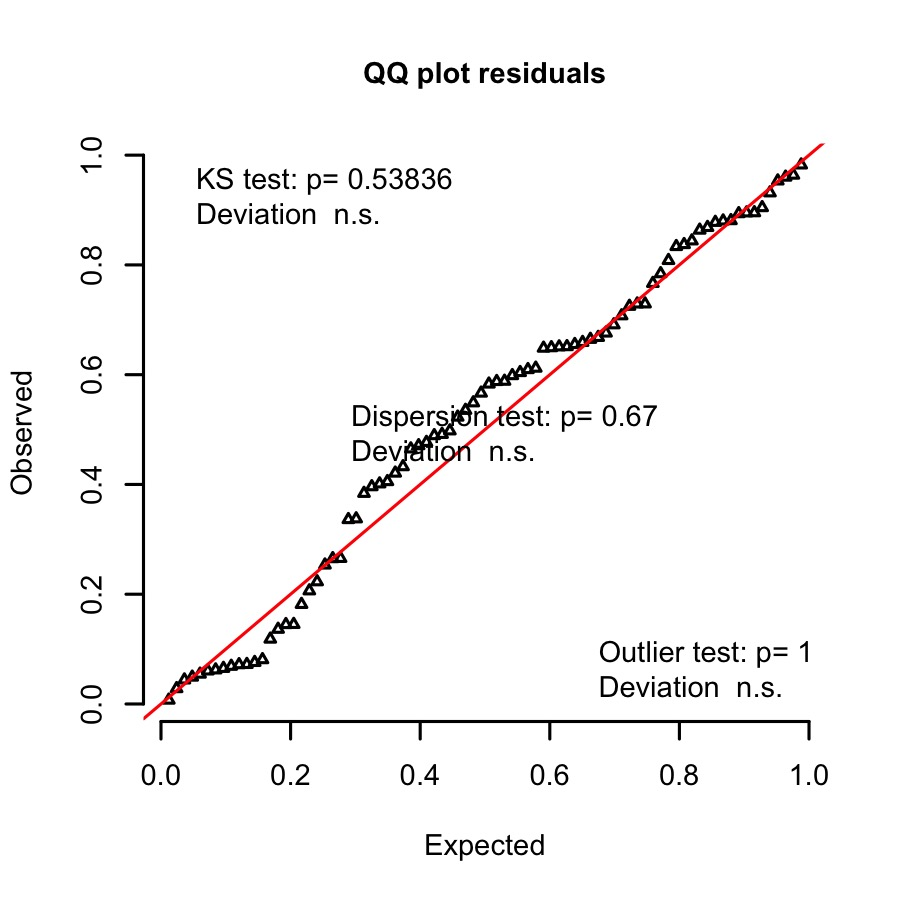 QQ plot residuals
KS test: p= 0.53836
Deviation  n.s.
Dispersion test: p= 0.67
Deviation  n.s.
Outlier test: p= 1
Deviation  n.s.
Observed
1.0
0.8
0.6
0.4
0.2
0.0
0.0 0.2 0.4 0.6 0.8 1.0
Expected